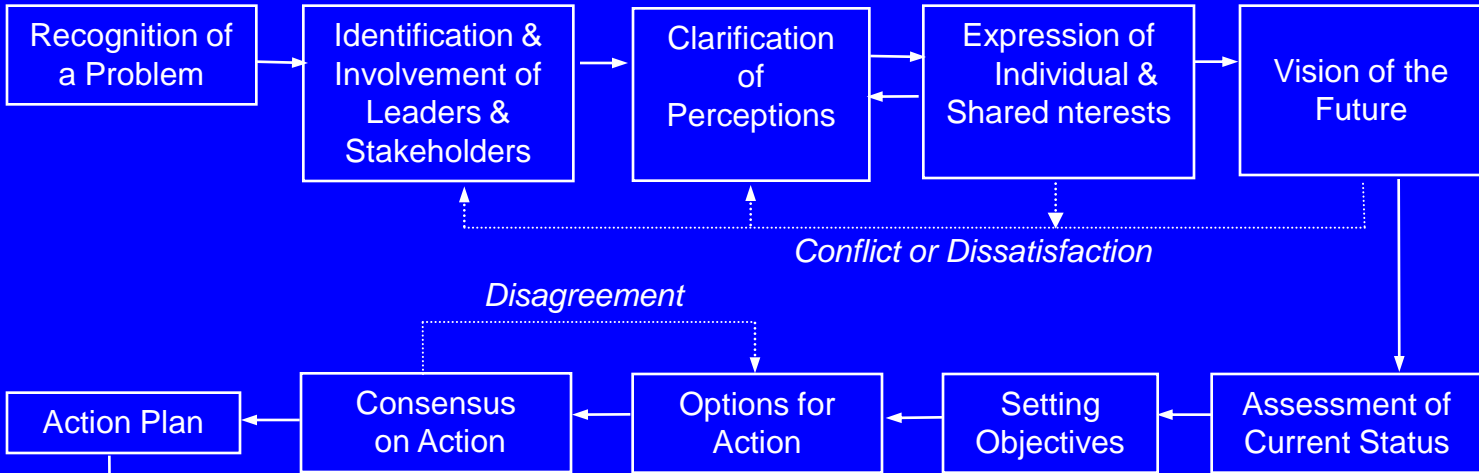 Recognition of
a Problem
Identification &
Involvement of
Leaders &
Stakeholders
Clarification
of
Perceptions
Expression of
Individual &
Shared nterests
Vision of the
Future
Conflict or Dissatisfaction
Disagreement
Action Plan
Consensus
on Action
Options for
Action
Setting
Objectives
Assessment of
Current Status